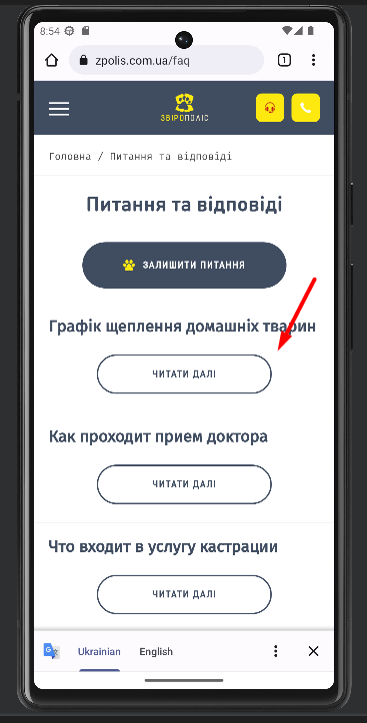 8:54
zpolis.com.ua/faq
1
ЗВІРОПОЛІС
Головна / Питання та відповіді
Питання та відповіді
ЗАЛИШИТИ ПИТАННЯ
Графік щеплення домашніх тварин
ЧИТАТИ ДАЛІ
Как проходит прием доктора
ЧИТАТИ ДАЛІ
Что входит в услугу кастрации
ЧИТАТИ ДАЛІ
Ukrainian English